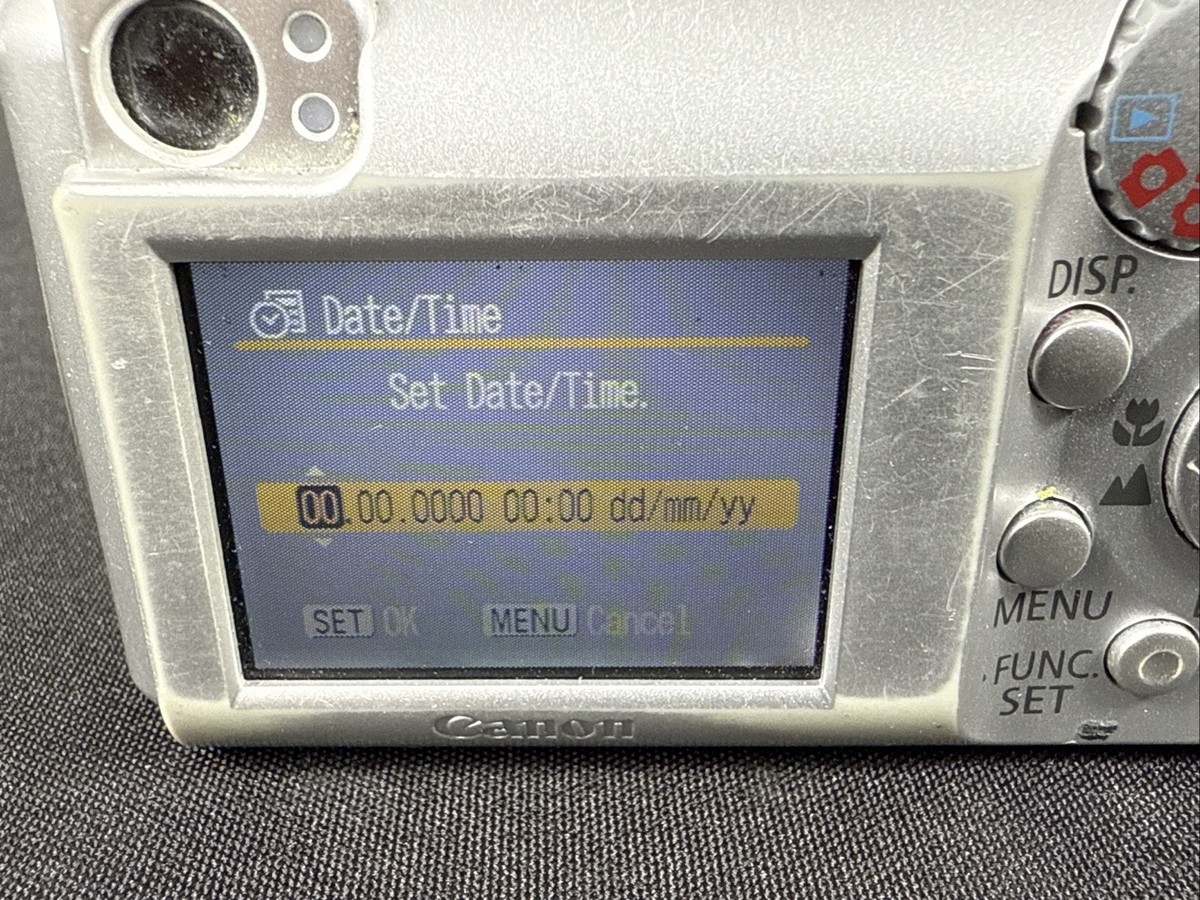 Date/Time
Set Date/Time.
00.00.0000 00:00 dd/mm/yy
SET OK MENU Cancel
Canon
DISP.
MENU
FUNC.
SET